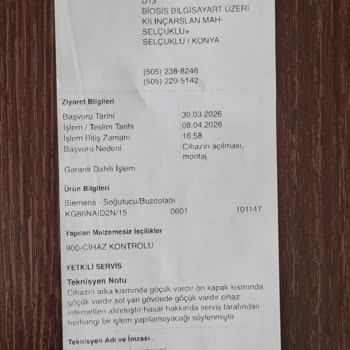 BİOSİS BİLGİSAYART ÜZERİ
KILINÇARSLAN MAH-
SELÇUKLU+
SELÇUKLU / KONYA
(505) 238-8246
(505) 229-5142
Ziyaret Bilgileri
Başvuru Tarihi :30.03.2026
İşlem / Teslim Tarihi :08.04.2026
İşlem Bitiş Zamanı :16:58
Başvuru Nedeni :Cihazın açılması,
montaj
Garanti Dahili İşlem
Ürün Bilgileri
Siemens - Soğutucu/Buzdolabı
KG86NAID2N/15 0601 101147
Yapılan Malzemesiz İşçilikler
900-CİHAZ KONTROLÜ
YETKİLİ SERVİS
Teknisyen Notu
Cihazın arka kısmında göçük vardır ön kapak kısmında
göçük vardır sol yan gövdede göçük vardır cihaz
internetten alınmıştır hasar hakkında servis tarafından
herhangi bir işlem yapılamayacağı söylenmiştir
Teknisyen Adı ve İmzası..